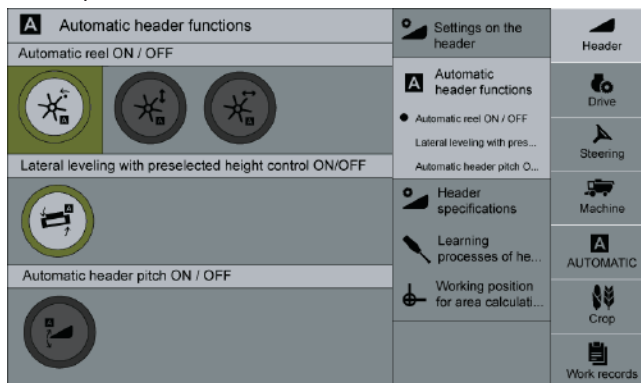 A Automatic header functions
Automatic reel ON / OFF
A
A
A
Lateral leveling with preselected height control ON/OFF
A
Automatic header pitch ON / OFF
A
Settings on the
header
A Automatic
header functions
Automatic reel ON / OFF
Lateral leveling with pres...
Automatic header pitch O...
Header
specifications
Learning
processes of he...
Working position
for area calculati...
Header
Drive
Steering
Machine
A
AUTOMATIC
Crop
Work records